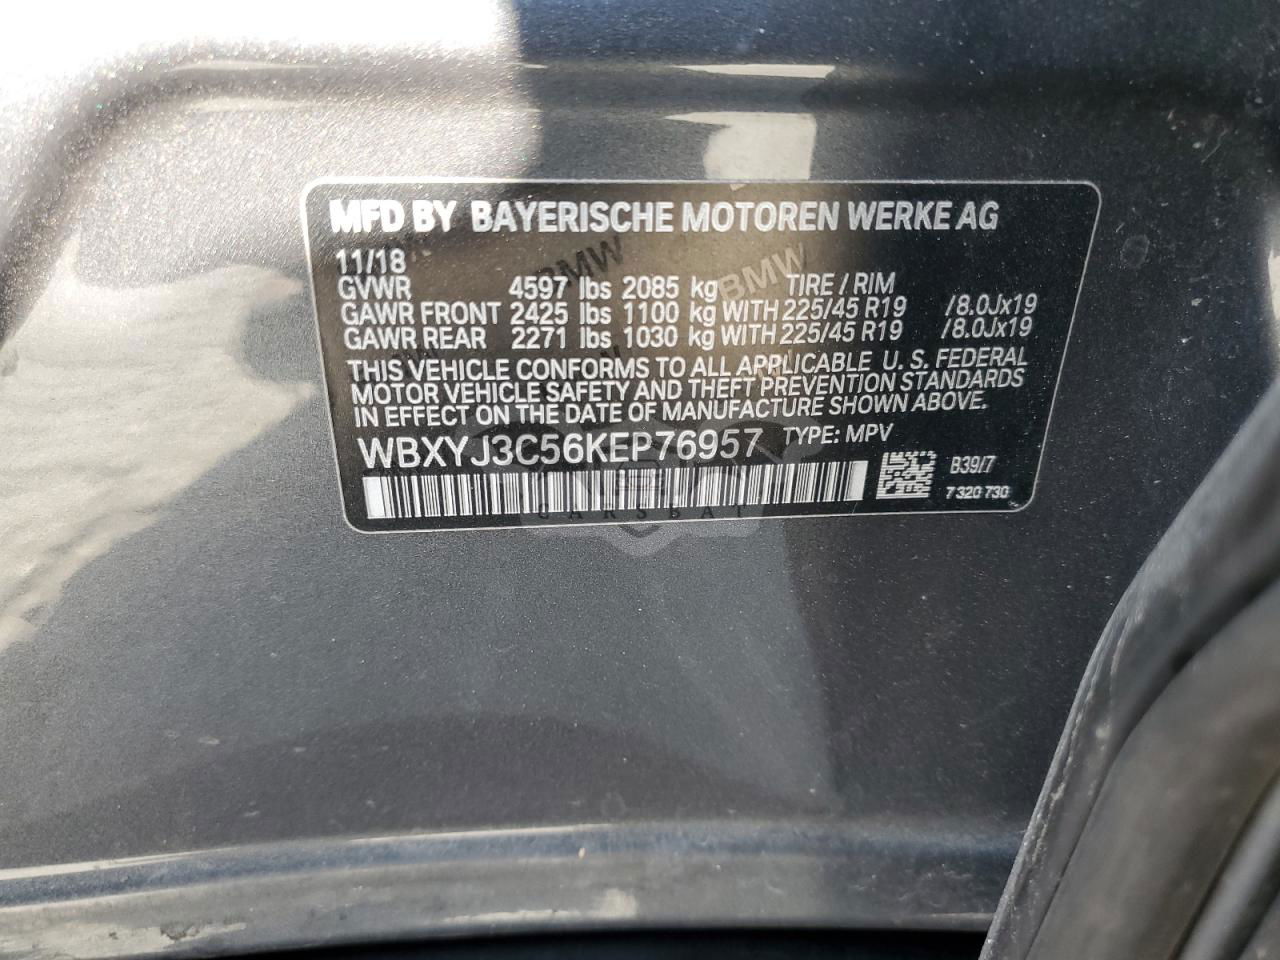 MFD BY BAYERISCHE MOTOREN WERKE AG
11/18
GVWR 4597 lbs 2085 kg TIRE / RIM
GAWR FRONT 2425 lbs 1100 kg WITH 225/45 R19 /8.0Jx19
GAWR REAR 2271 lbs 1030 kg WITH 225/45 R19 /8.0Jx19
THIS VEHICLE CONFORMS TO ALL APPLICABLE U. S. FEDERAL
MOTOR VEHICLE SAFETY AND THEFT PREVENTION STANDARDS
IN EFFECT ON THE DATE OF MANUFACTURE SHOWN ABOVE.
WBXYJ3C56KEP76957 TYPE: MPV
B39/7
7 320 730
BMW
BMW